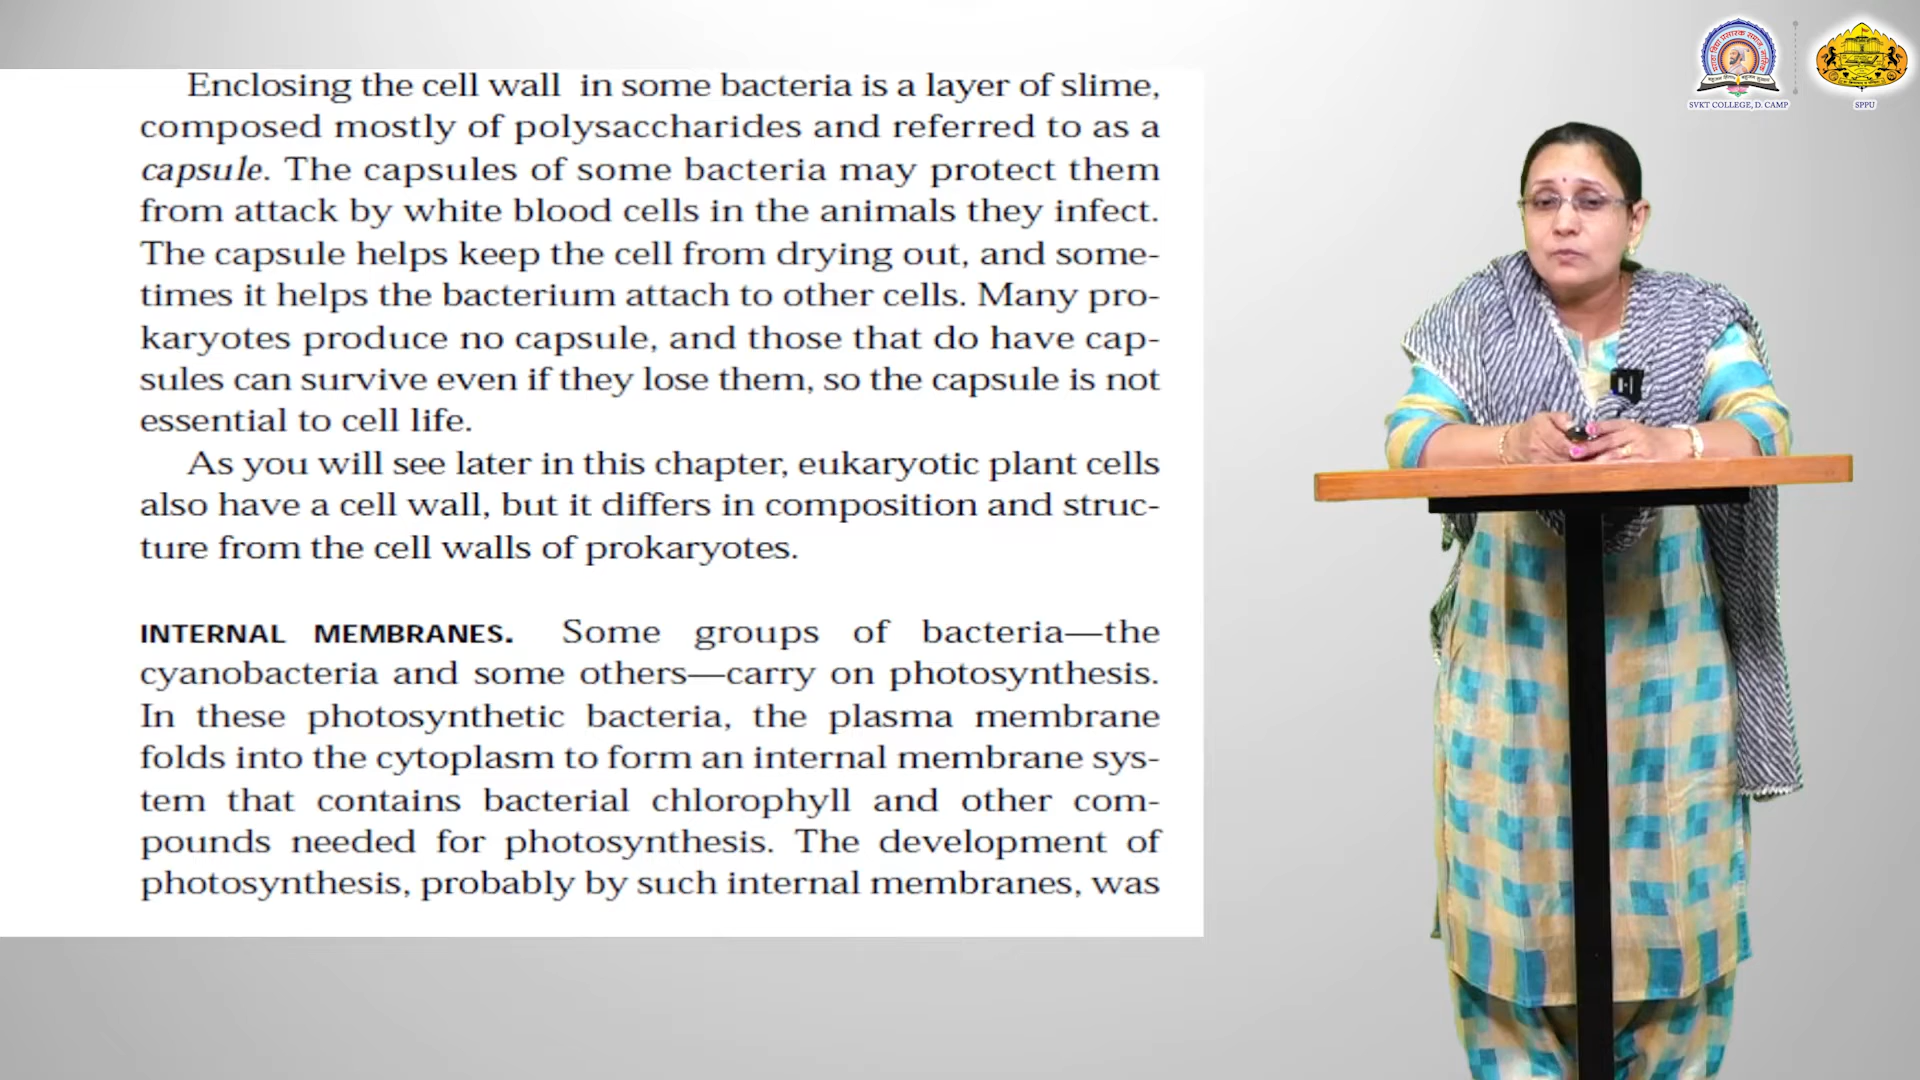 Enclosing the cell wall in some bacteria is a layer of slime,
composed mostly of polysaccharides and referred to as a
capsule. The capsules of some bacteria may protect them
from attack by white blood cells in the animals they infect.
The capsule helps keep the cell from drying out, and some-
times it helps the bacterium attach to other cells. Many pro-
karyotes produce no capsule, and those that do have cap-
sules can survive even if they lose them, so the capsule is not
essential to cell life.
As you will see later in this chapter, eukaryotic plant cells
also have a cell wall, but it differs in composition and struc-
ture from the cell walls of prokaryotes.
INTERNAL MEMBRANES. Some groups of bacteria—the
cyanobacteria and some others—carry on photosynthesis.
In these photosynthetic bacteria, the plasma membrane
folds into the cytoplasm to form an internal membrane sys-
tem that contains bacterial chlorophyll and other com-
pounds needed for photosynthesis. The development of
photosynthesis, probably by such internal membranes, was
SVKT COLLEGE, D. CAMP
SPPU